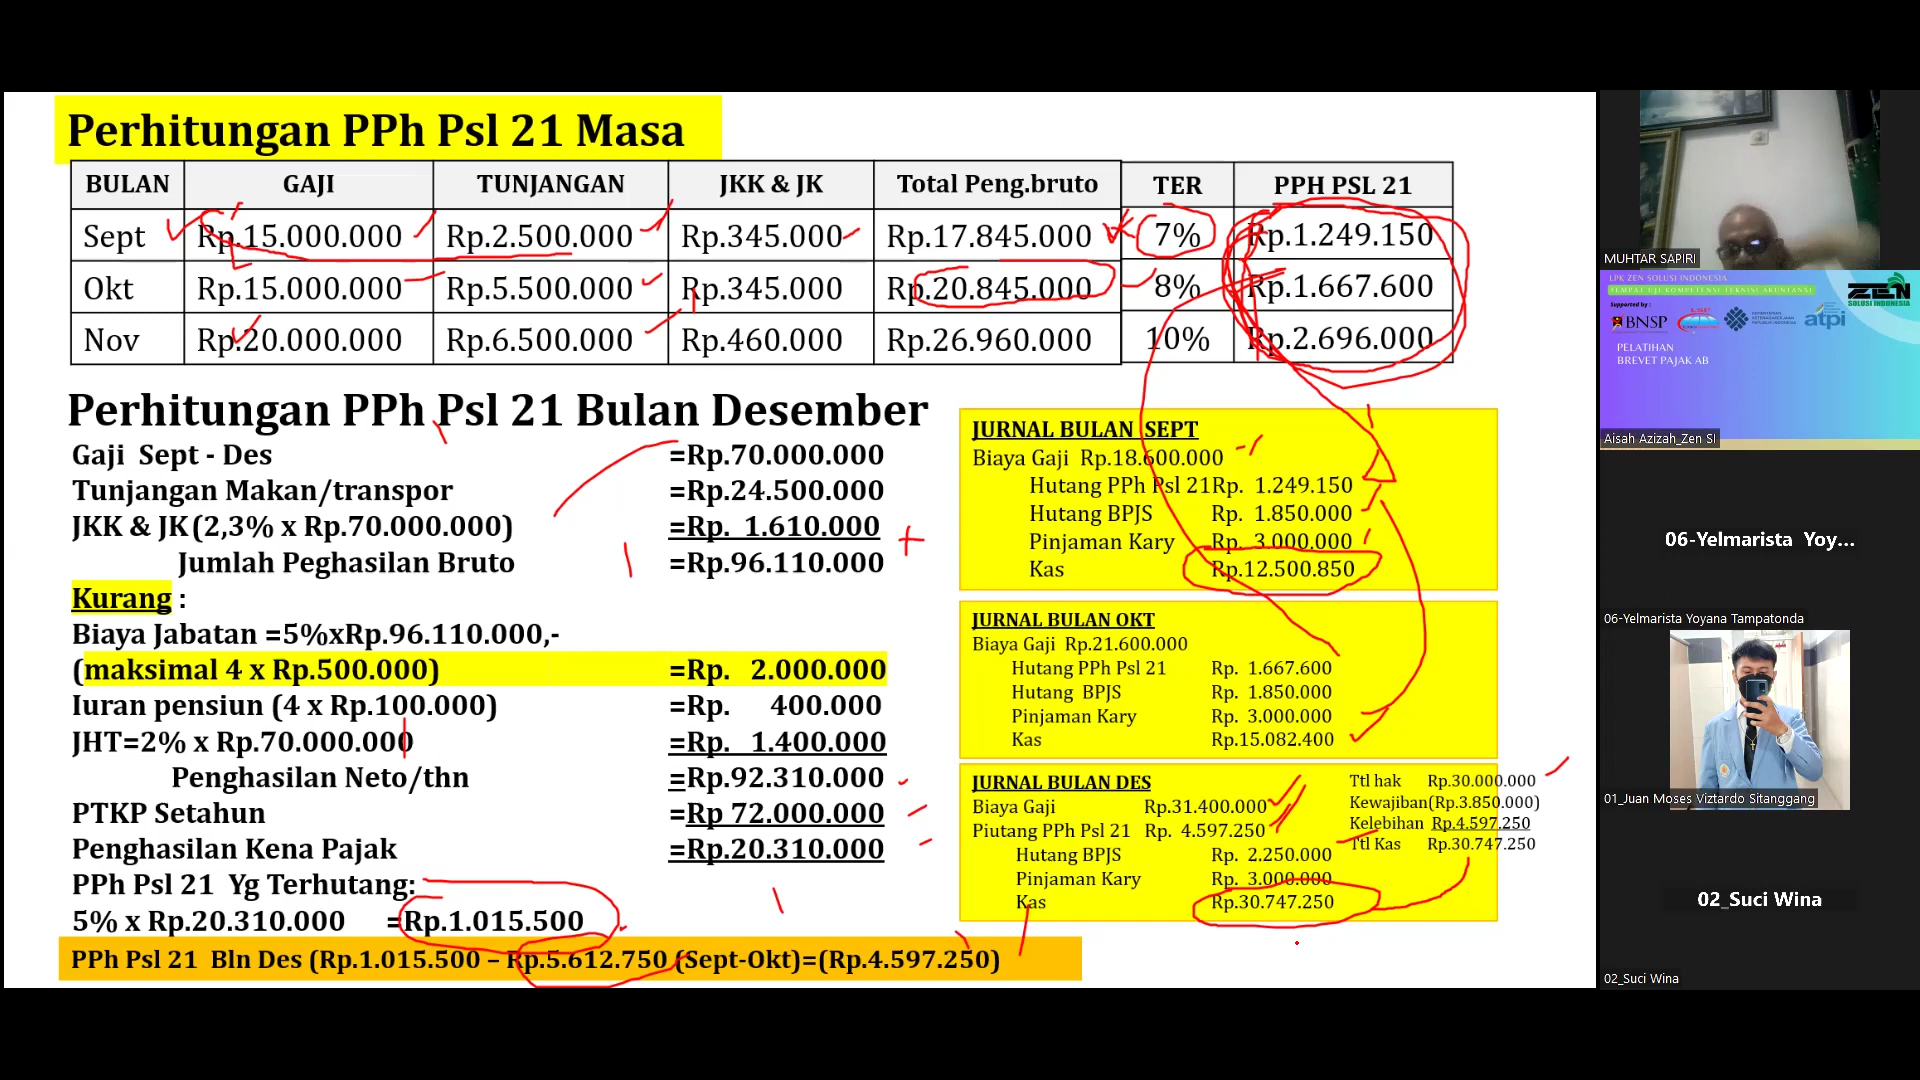 Perhitungan PPh Psl 21 Masa
BULAN GAJI TUNJANGAN JKK & JK Total Peng.bruto TER PPH PSL 21
Sept Rp.15.000.000 Rp.2.500.000 Rp.345.000 Rp.17.845.000 7% Rp.1.249.150
Okt Rp.15.000.000 Rp.5.500.000 Rp.345.000 Rp.20.845.000 8% Rp.1.667.600
Nov Rp.20.000.000 Rp.6.500.000 Rp.460.000 Rp.26.960.000 10% Rp.2.696.000
Perhitungan PPh Psl 21 Bulan Desember
Gaji Sept - Des =Rp.70.000.000
Tunjangan Makan/transpor =Rp.24.500.000
JKK & JK (2,3% x Rp.70.000.000) =Rp. 1.610.000
Jumlah Peghasilan Bruto =Rp.96.110.000
Kurang :
Biaya Jabatan =5%xRp.96.110.000,-
(maksimal 4 x Rp.500.000) =Rp. 2.000.000
Iuran pensiun (4 x Rp.100.000) =Rp. 400.000
JHT=2% x Rp.70.000.000 =Rp. 1.400.000
Penghasilan Neto/thn =Rp.92.310.000
PTKP Setahun =Rp 72.000.000
Penghasilan Kena Pajak =Rp.20.310.000
PPh Psl 21 Yg Terhutang:
5% x Rp.20.310.000 =Rp.1.015.500
PPh Psl 21 Bln Des (Rp.1.015.500 – Rp.5.612.750 (Sept-Okt)=(Rp.4.597.250)
JURNAL BULAN SEPT
Biaya Gaji Rp.18.600.000
Hutang PPh Psl 21Rp. 1.249.150
Hutang BPJS Rp. 1.850.000
Pinjaman Kary Rp. 3.000.000
Kas Rp.12.500.850
JURNAL BULAN OKT
Biaya Gaji Rp.21.600.000
Hutang PPh Psl 21 Rp. 1.667.600
Hutang BPJS Rp. 1.850.000
Pinjaman Kary Rp. 3.000.000
Kas Rp.15.082.400
JURNAL BULAN DES
Biaya Gaji Rp.31.400.000
Piutang PPh Psl 21 Rp. 4.597.250
Hutang BPJS Rp. 2.250.000
Pinjaman Kary Rp. 3.000.000
Kas Rp.30.747.250
Ttl hak Rp.30.000.000
Kewajiban(Rp.3.850.000)
Kelebihan Rp.4.597.250
Ttl Kas Rp.30.747.250
MUHTAR SAPIRI
LPK ZEN SOLUSI INDONESIA
TEMPAT UJI KOMPETENSI TEKNISI AKUNTANSI
Supported by :
ZEN
SOLUSI INDONESIA
BNSP
atpi
PELATIHAN
BREVET PAJAK AB
Aisah Azizah_Zen SI
06-Yelmarista Yoy...
06-Yelmarista Yoyana Tampatonda
01_Juan Moses Viztardo Sitanggang
02_Suci Wina
02_Suci Wina